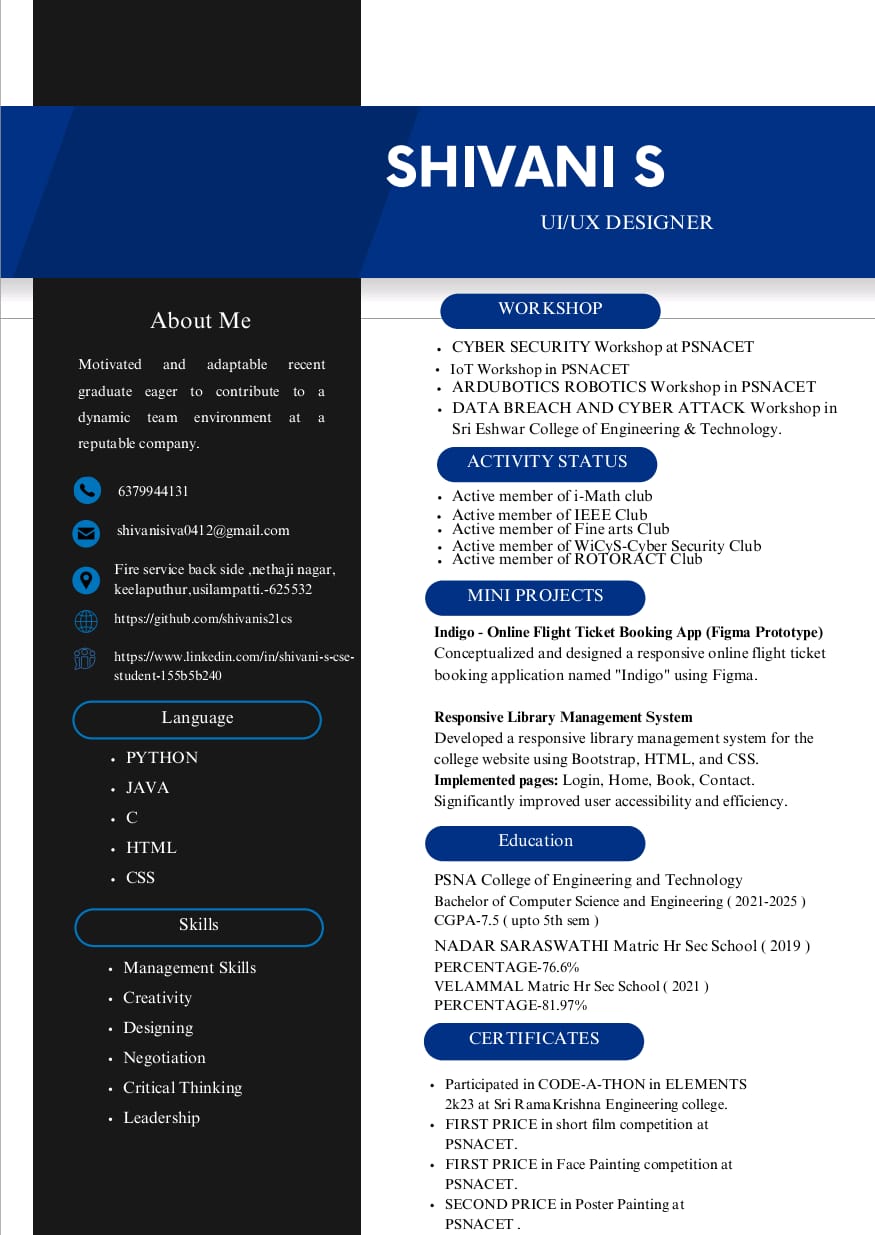 SHIVANI S
UI/UX DESIGNER
About Me
Motivated and adaptable recent
graduate eager to contribute to a
dynamic team environment at a
reputable company.
6379944131
shivanisiva0412@gmail.com
Fire service back side ,nethaji nagar,
keelaputhur,usilampatti.-625532
https://github.com/shivanis21cs
https://www.linkedin.com/in/shivani-s-cse-
student-155b5b240
Language
• PYTHON
• JAVA
• C
• HTML
• CSS
Skills
• Management Skills
• Creativity
• Designing
• Negotiation
• Critical Thinking
• Leadership
WORKSHOP
• CYBER SECURITY Workshop at PSNACET
• IoT Workshop in PSNACET
• ARDUBOTICS ROBOTICS Workshop in PSNACET
• DATA BREACH AND CYBER ATTACK Workshop in
Sri Eshwar College of Engineering & Technology.
ACTIVITY STATUS
• Active member of i-Math club
• Active member of IEEE Club
• Active member of Fine arts Club
• Active member of WiCyS-Cyber Security Club
• Active member of ROTORACT Club
MINI PROJECTS
Indigo - Online Flight Ticket Booking App (Figma Prototype)
Conceptualized and designed a responsive online flight ticket
booking application named "Indigo" using Figma.
Responsive Library Management System
Developed a responsive library management system for the
college website using Bootstrap, HTML, and CSS.
Implemented pages: Login, Home, Book, Contact.
Significantly improved user accessibility and efficiency.
Education
PSNA College of Engineering and Technology
Bachelor of Computer Science and Engineering ( 2021-2025 )
CGPA-7.5 ( upto 5th sem )
NADAR SARASWATHI Matric Hr Sec School ( 2019 )
PERCENTAGE-76.6%
VELAMMAL Matric Hr Sec School ( 2021 )
PERCENTAGE-81.97%
CERTIFICATES
• Participated in CODE-A-THON in ELEMENTS
2k23 at Sri RamaKrishna Engineering college.
• FIRST PRICE in short film competition at
PSNACET.
• FIRST PRICE in Face Painting competition at
PSNACET.
• SECOND PRICE in Poster Painting at
PSNACET .